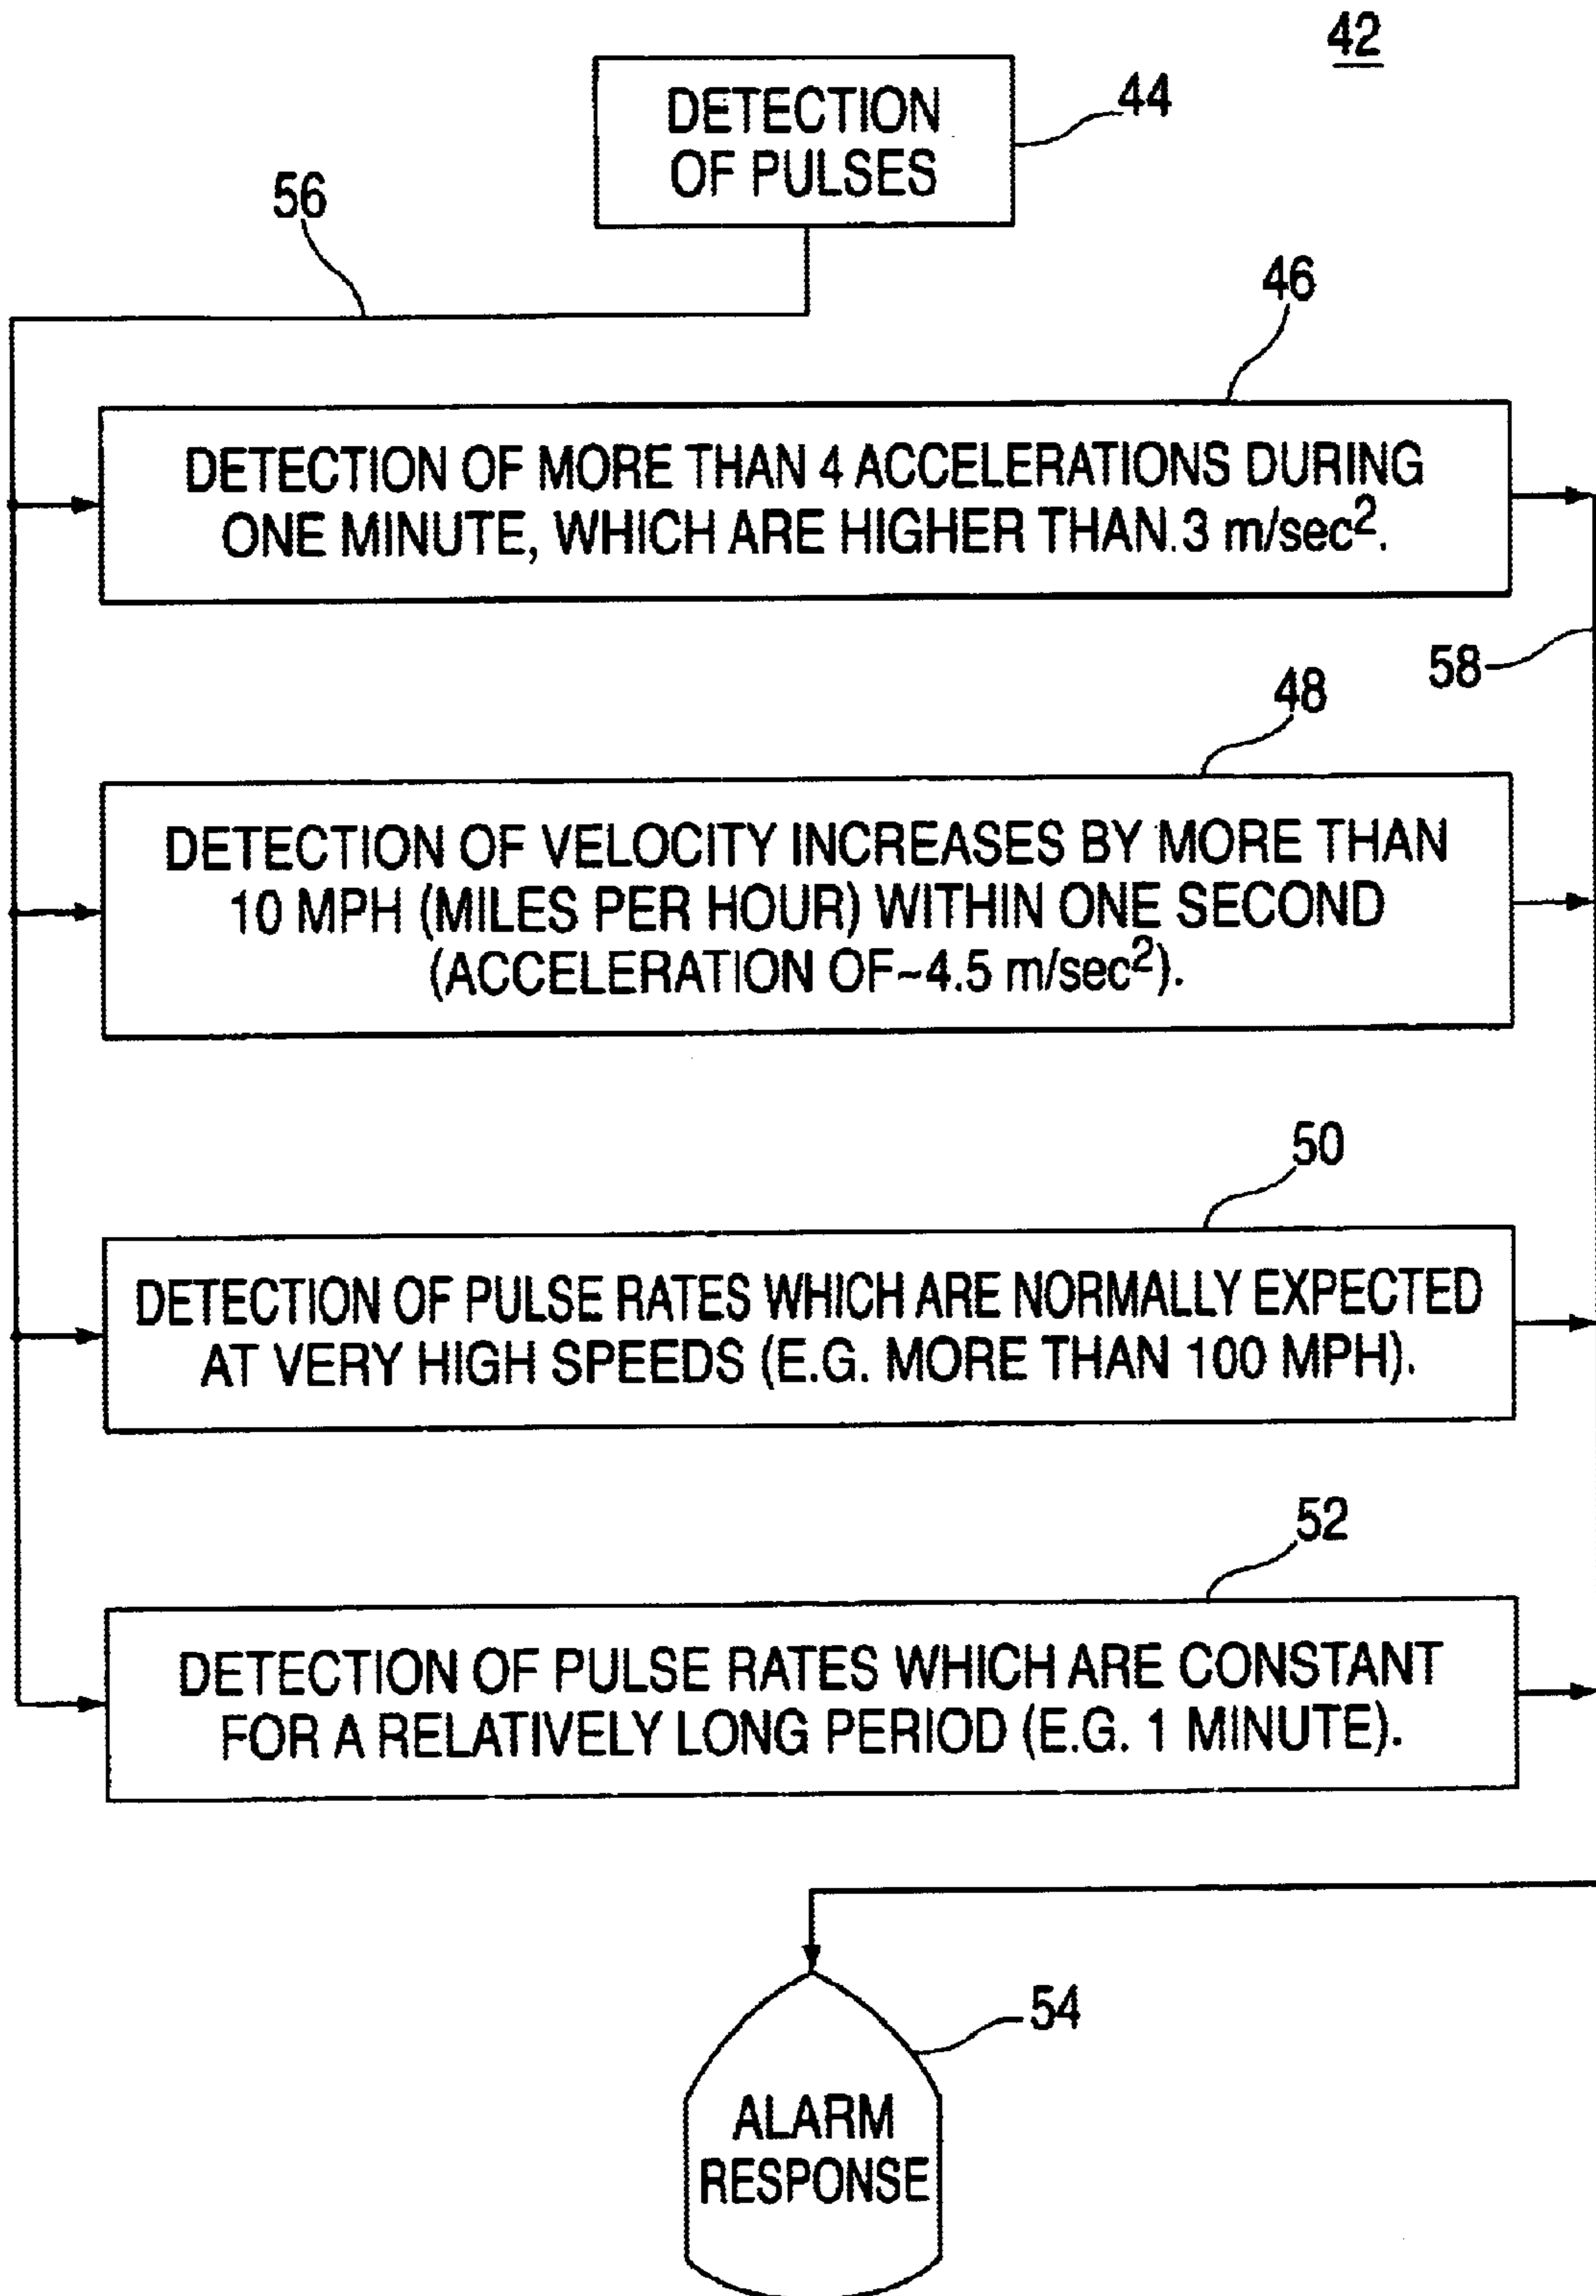 42
DETECTION
OF PULSES
44
56
46
DETECTION OF MORE THAN 4 ACCELERATIONS DURING
ONE MINUTE, WHICH ARE HIGHER THAN.3 m/sec².
58
48
DETECTION OF VELOCITY INCREASES BY MORE THAN
10 MPH (MILES PER HOUR) WITHIN ONE SECOND
(ACCELERATION OF~4.5 m/sec²).
50
DETECTION OF PULSE RATES WHICH ARE NORMALLY EXPECTED
AT VERY HIGH SPEEDS (E.G. MORE THAN 100 MPH).
52
DETECTION OF PULSE RATES WHICH ARE CONSTANT
FOR A RELATIVELY LONG PERIOD (E.G. 1 MINUTE).
54
ALARM
RESPONSE